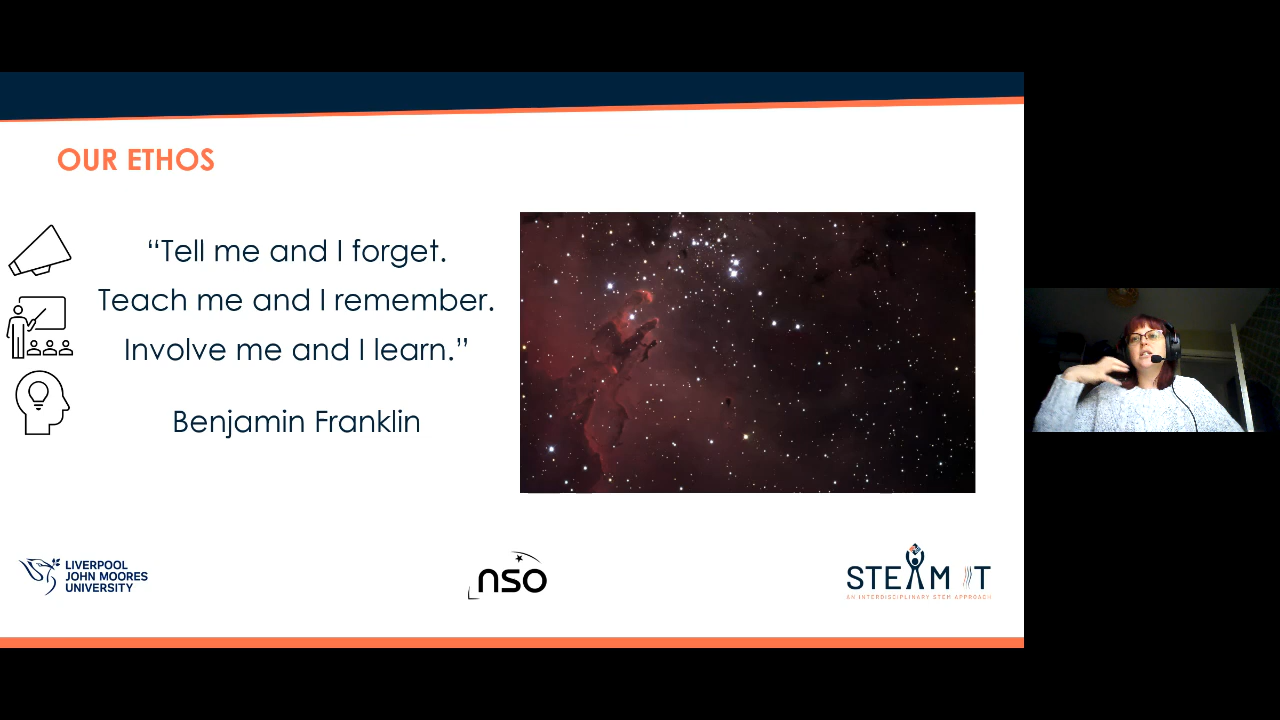 OUR ETHOS
“Tell me and I forget.
Teach me and I remember.
Involve me and I learn.”
Benjamin Franklin
LIVERPOOL
JOHN MOORES
UNIVERSITY
nso
STEAM IT
AN INTERDISCIPLINARY STEM APPROACH